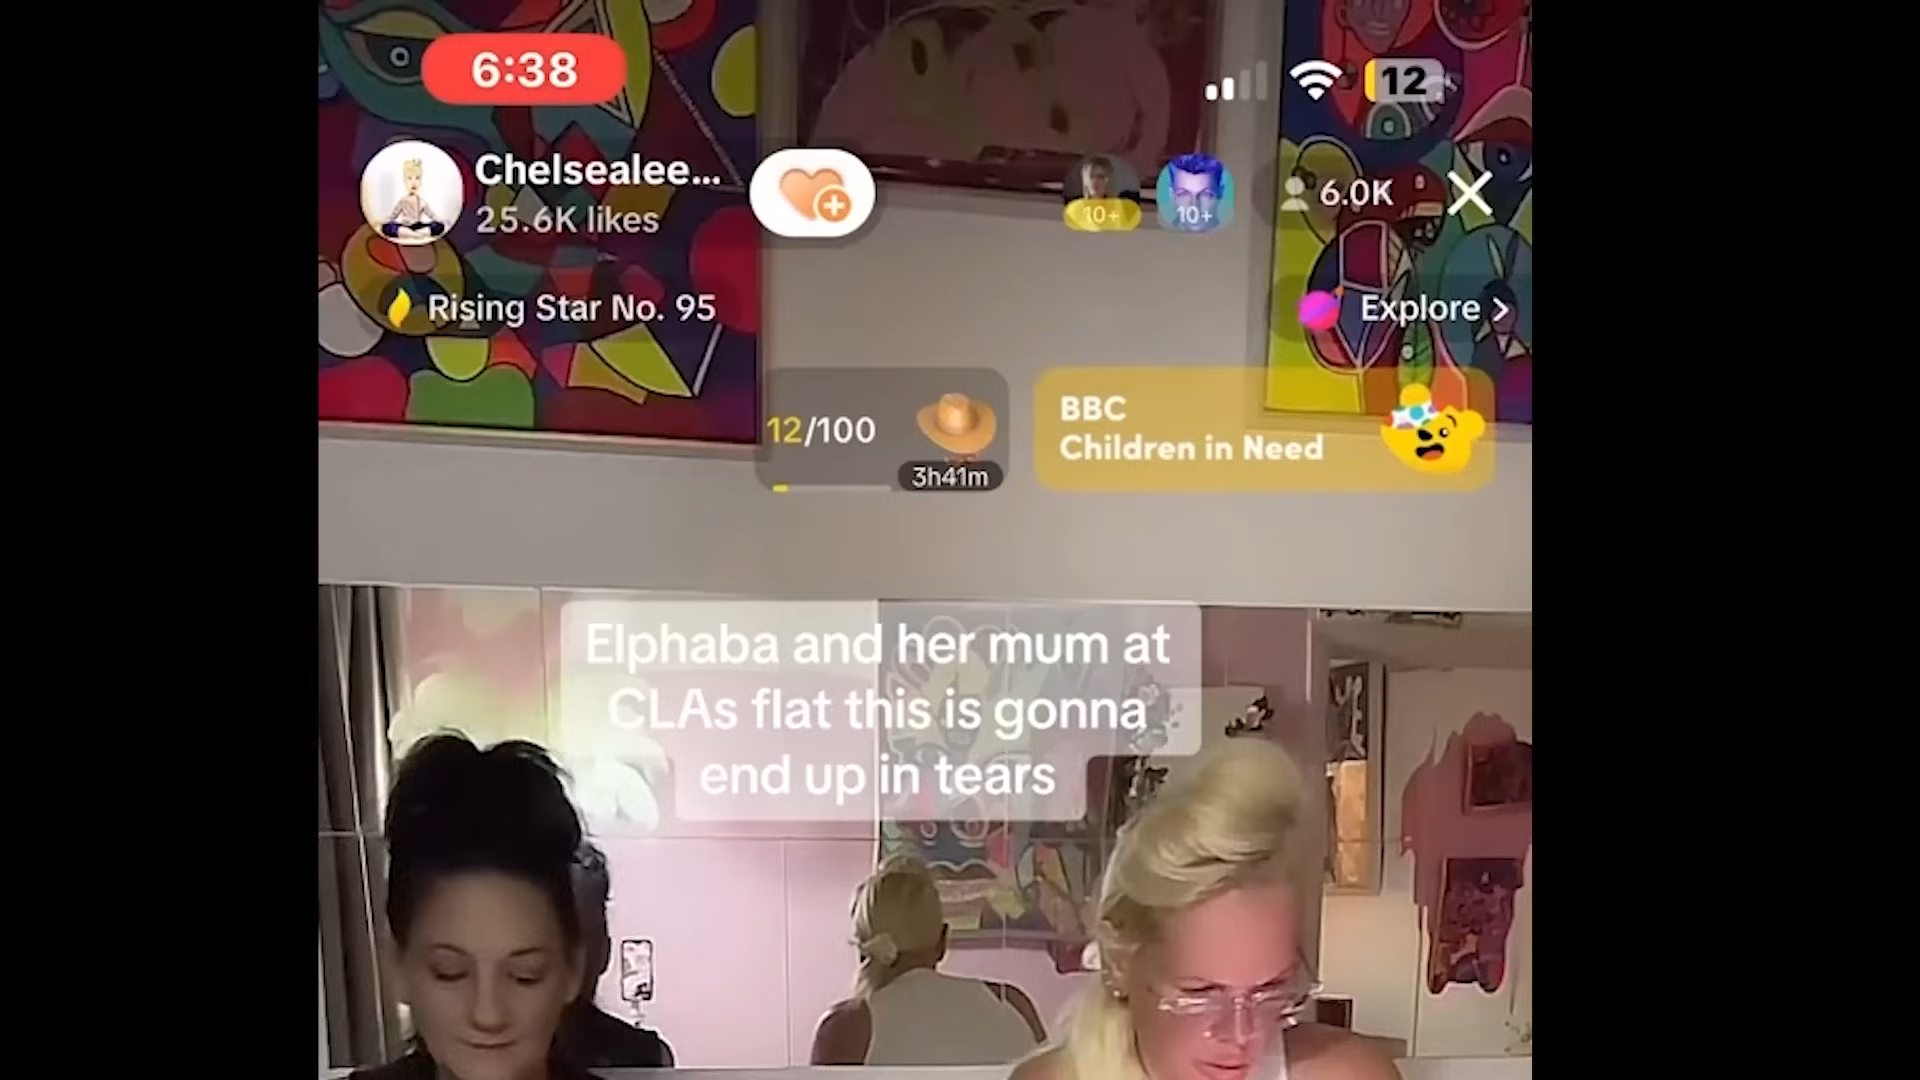 6:38
12
Chelsealee...
25.6K likes
10+
10+
6.0K
Rising Star No. 95
Explore >
12/100
3h41m
BBC
Children in Need
Elphaba and her mum at
CLAs flat this is gonna
end up in tears